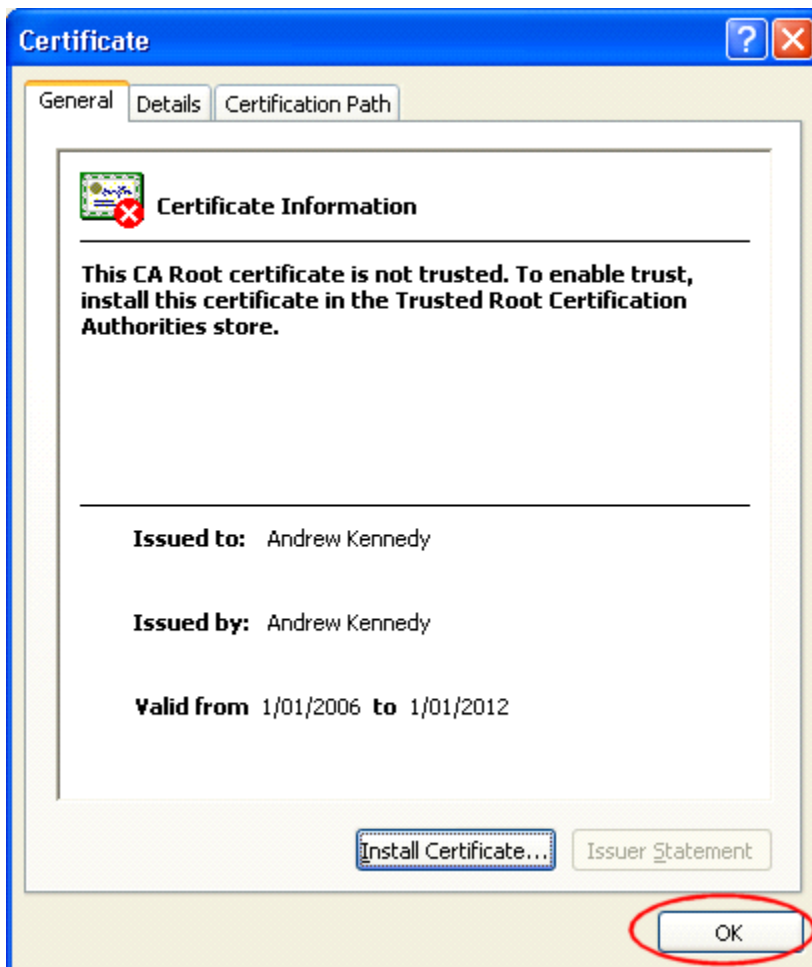 Certificate
General Details Certification Path
Certificate Information
This CA Root certificate is not trusted. To enable trust,
install this certificate in the Trusted Root Certification
Authorities store.
Issued to: Andrew Kennedy
Issued by: Andrew Kennedy
Valid from 1/01/2006 to 1/01/2012
Install Certificate... Issuer Statement
OK